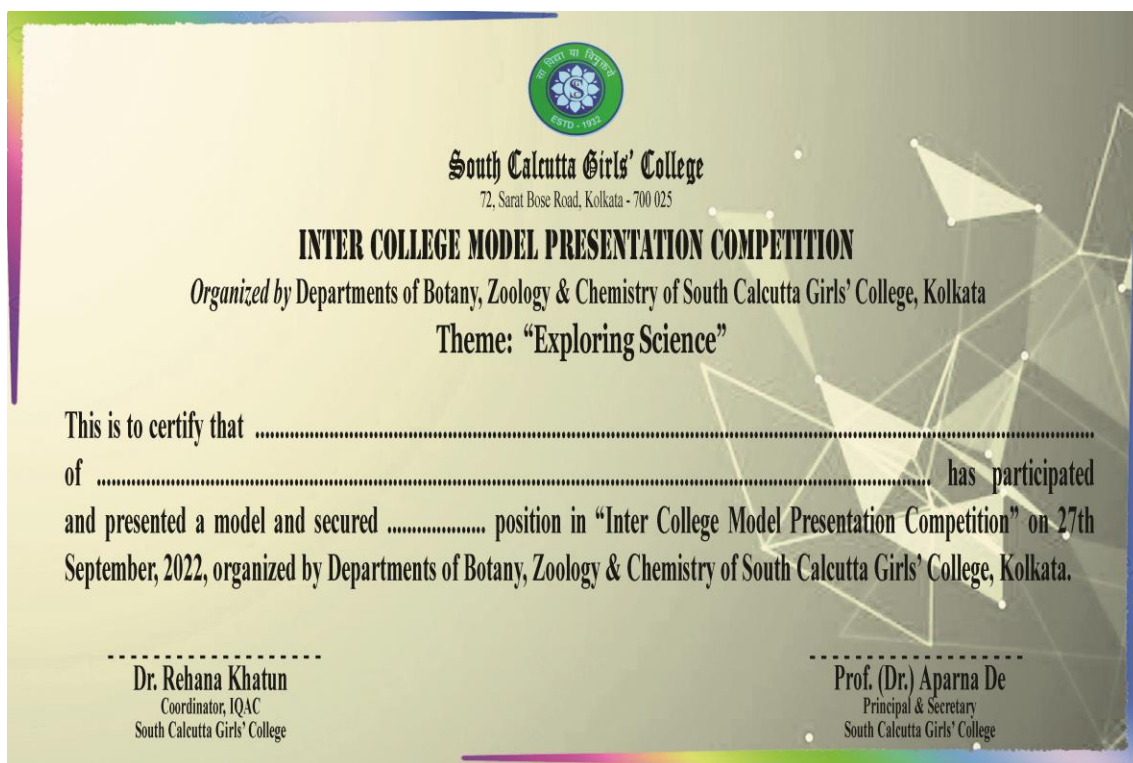 सा विद्या या विमुक्तये
S
ESTD - 1932
South Calcutta Girls' College
72, Sarat Bose Road, Kolkata - 700 025
INTER COLLEGE MODEL PRESENTATION COMPETITION
Organized by Departments of Botany, Zoology & Chemistry of South Calcutta Girls' College, Kolkata
Theme: “Exploring Science”
This is to certify that ................................................................................
of ................................................................................ has participated
and presented a model and secured ................... position in “Inter College Model Presentation Competition” on 27th
September, 2022, organized by Departments of Botany, Zoology & Chemistry of South Calcutta Girls' College, Kolkata.
Dr. Rehana Khatun
Coordinator, IQAC
South Calcutta Girls' College
Prof. (Dr.) Aparna De
Principal & Secretary
South Calcutta Girls' College